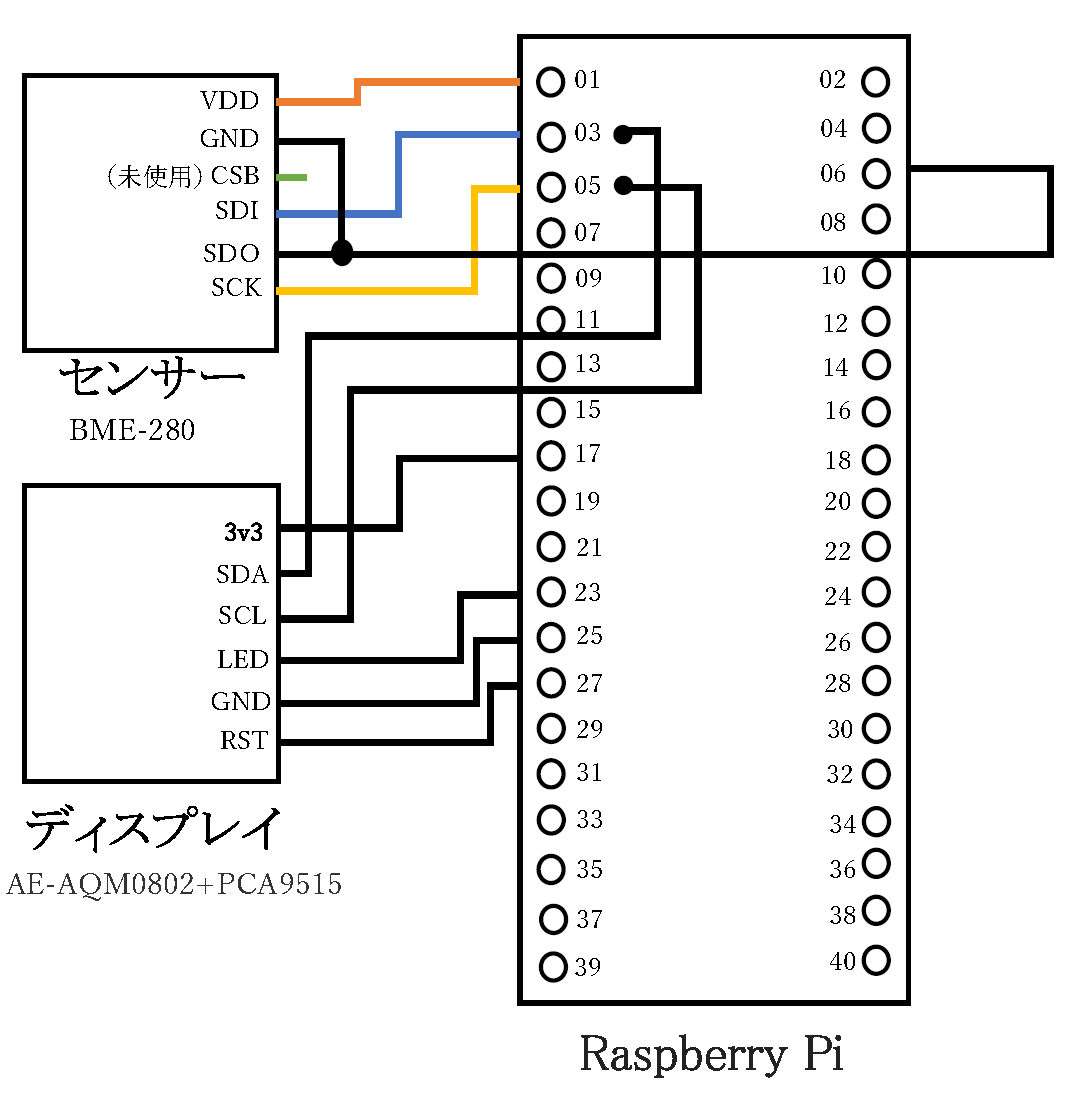 VDD
GND
(未使用) CSB
SDI
SDO
SCK
センサー
BME-280
3v3
SDA
SCL
LED
GND
RST
ディスプレイ
AE-AQM0802+PCA9515
01 02
03 04
05 06
07 08
09 10
11 12
13 14
15 16
17 18
19 20
21 22
23 24
25 26
27 28
29 30
31 32
33 34
35 36
37 38
39 40
Raspberry Pi